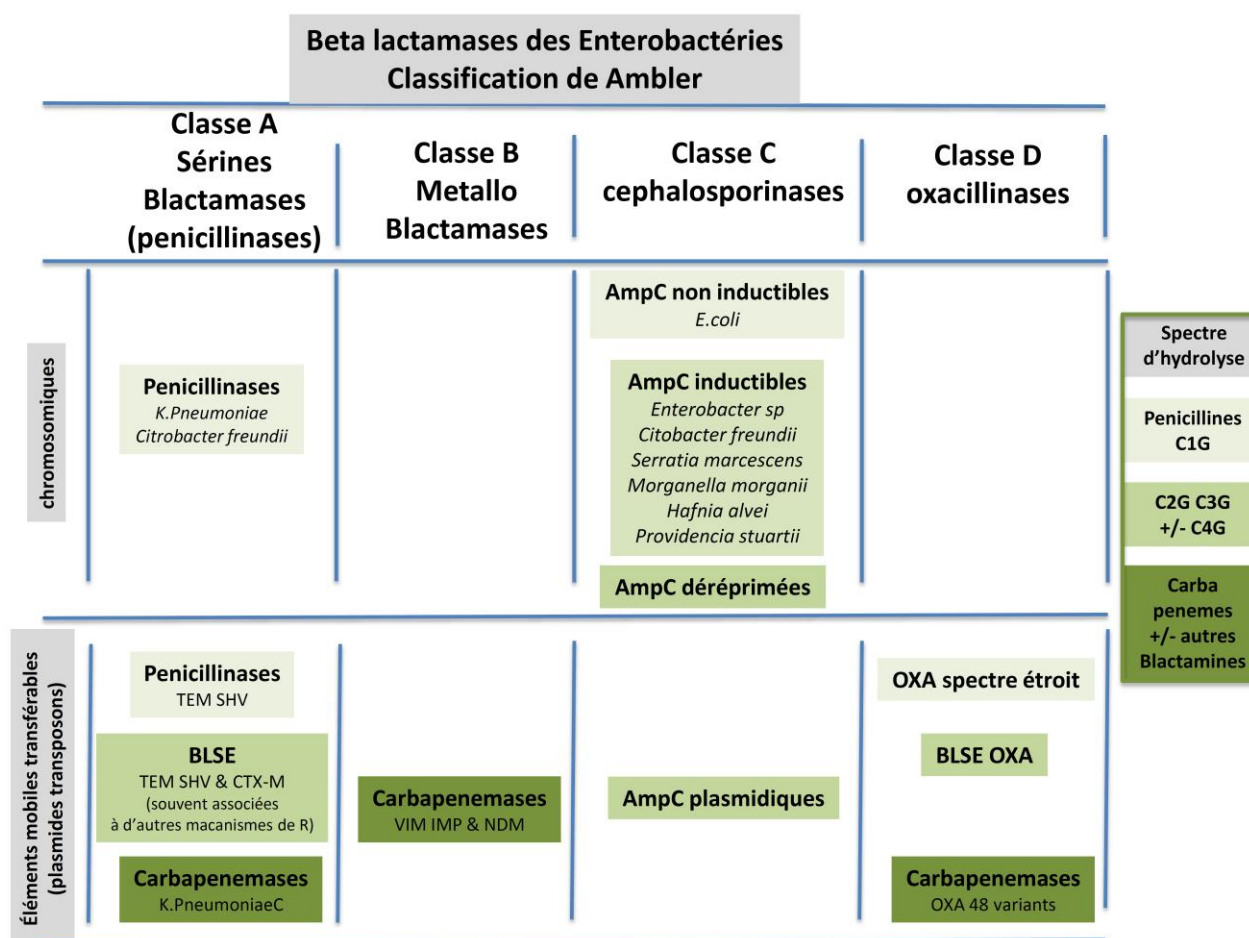 Beta lactamases des Enterobactéries
Classification de Ambler
Classe A
Sérines
Blactamases
(penicillinases)
Classe B
Metallo
Blactamases
Classe C
cephalosporinases
Classe D
oxacillinases
chromosomiques
Penicillinases
K.Pneumoniae
Citrobacter freundii
AmpC non inductibles
E.coli
AmpC inductibles
Enterobacter sp
Citobacter freundii
Serratia marcescens
Morganella morganii
Hafnia alvei
Providencia stuartii
AmpC déréprimées
Éléments mobiles transférables
(plasmides transposons)
Penicillinases
TEM SHV
BLSE
TEM SHV & CTX-M
(souvent associées
à d'autres macanismes de R)
Carbapenemases
K.PneumoniaeC
Carbapenemases
VIM IMP & NDM
AmpC plasmidiques
OXA spectre étroit
BLSE OXA
Carbapenemases
OXA 48 variants
Spectre
d'hydrolyse
Penicillines
C1G
C2G C3G
+/- C4G
Carba
penemes
+/- autres
Blactamines